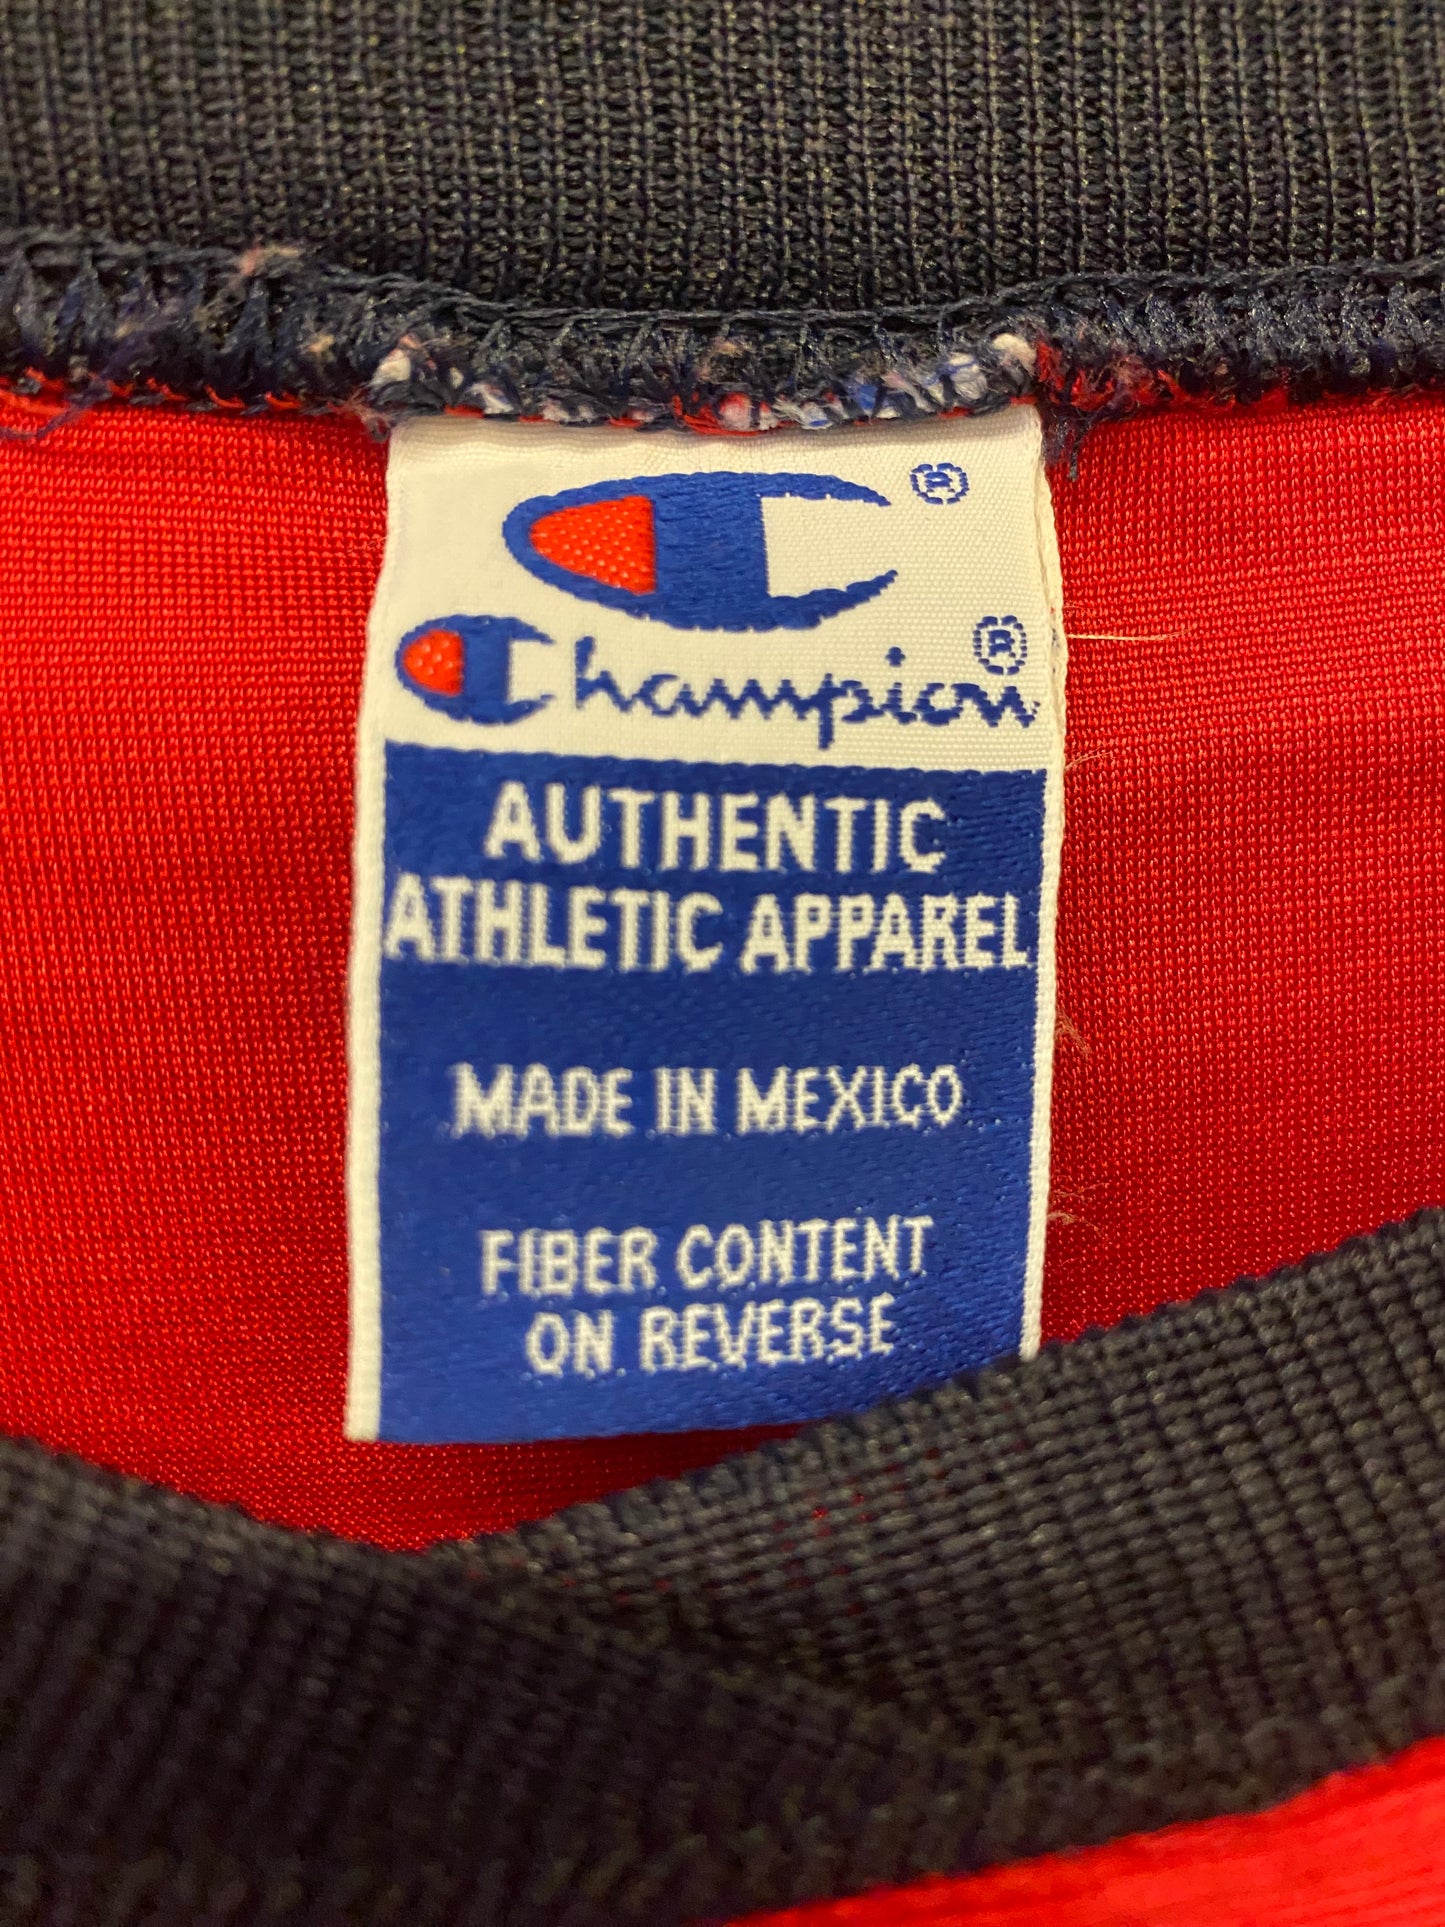 ®
Champion®
AUTHENTIC
ATHLETIC APPAREL
MADE IN MEXICO
FIBER CONTENT
ON REVERSE